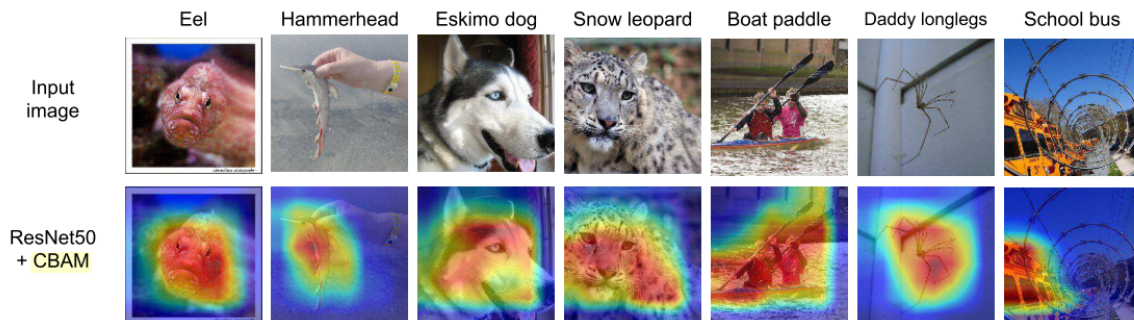 Eel Hammerhead Eskimo dog Snow leopard Boat paddle Daddy longlegs School bus
Input
image
ResNet50
+ CBAM